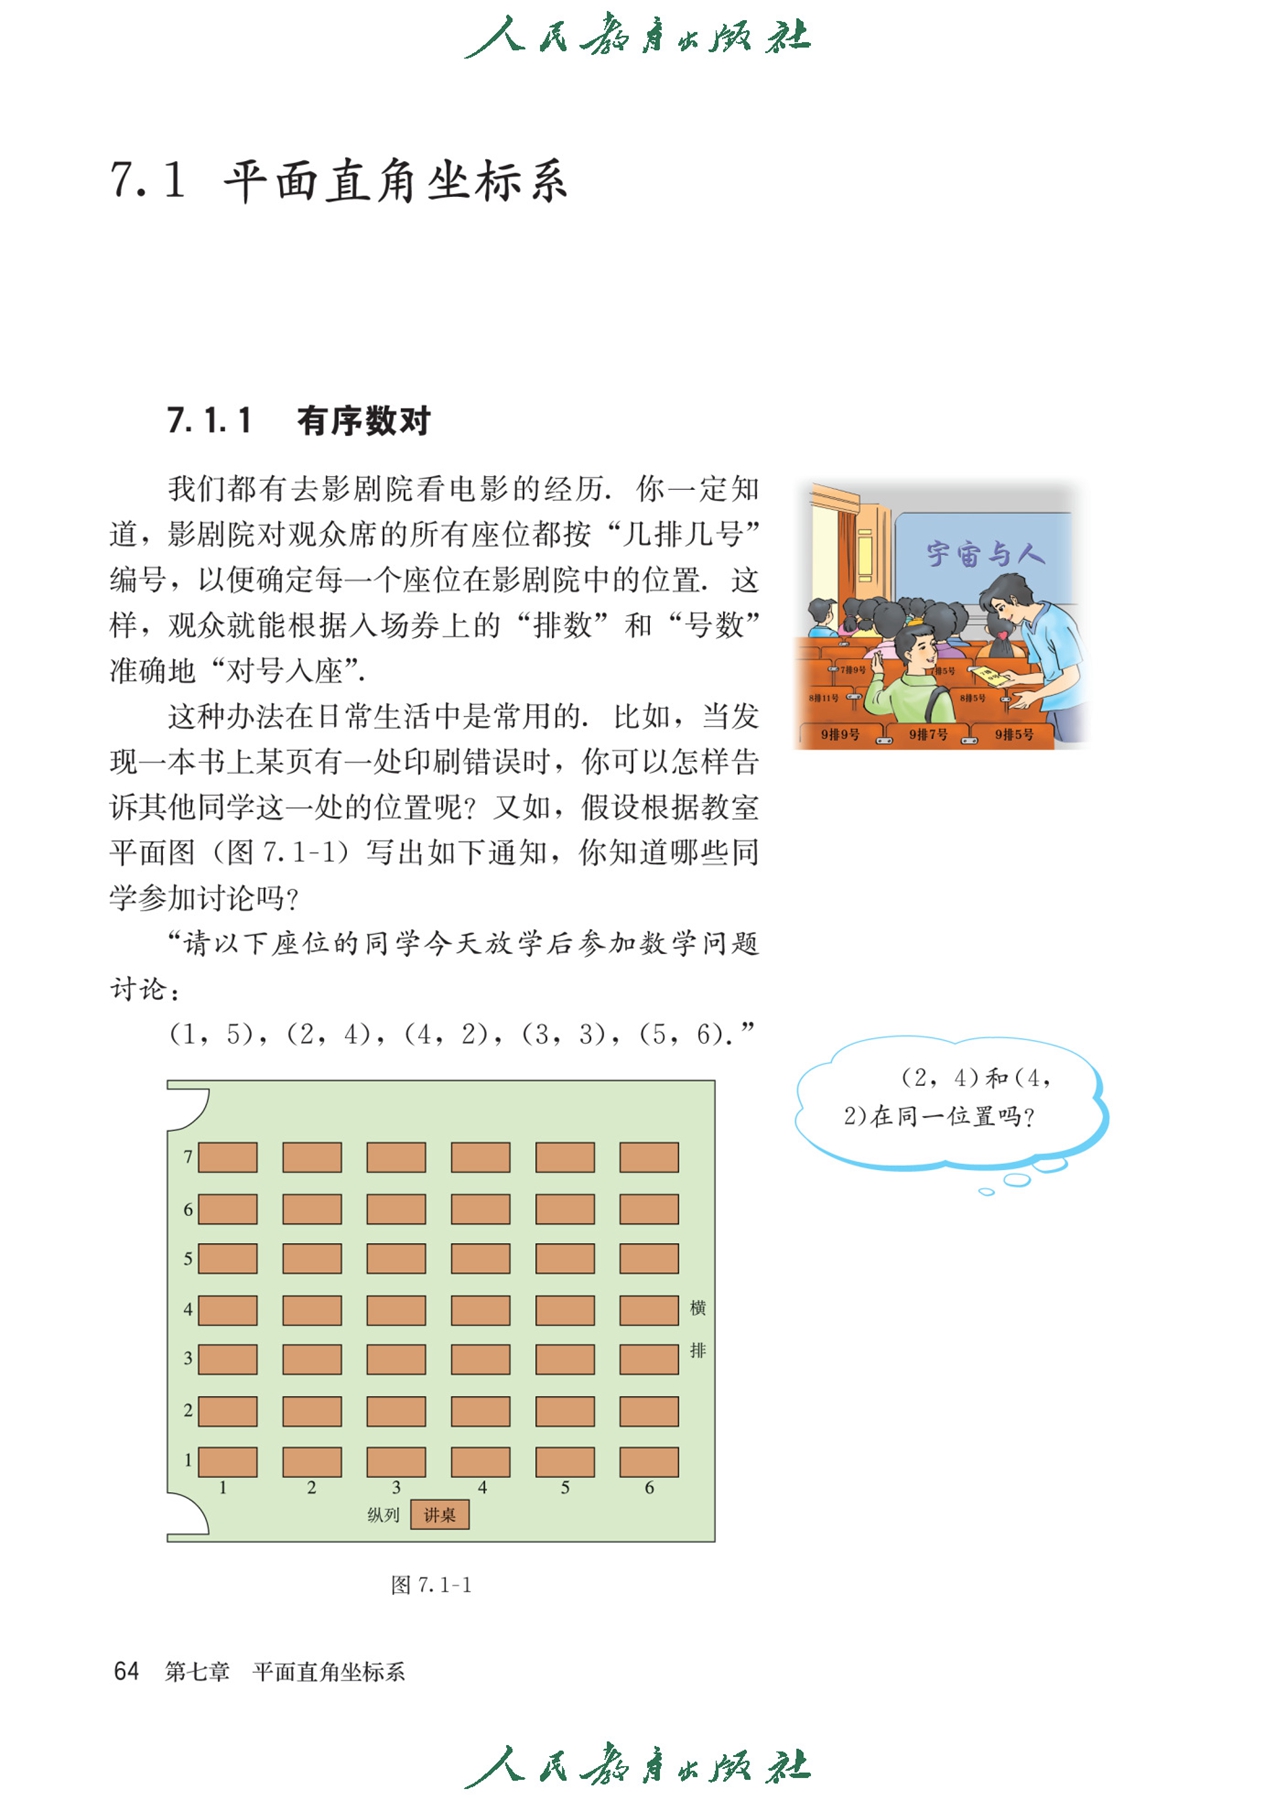 人民教育出版社
7.1 平面直角坐标系
7.1.1 有序数对
我们都有去影剧院看电影的经历．你一定知
道，影剧院对观众席的所有座位都按“几排几号”
编号，以便确定每一个座位在影剧院中的位置．这
样，观众就能根据入场券上的“排数”和“号数”
准确地“对号入座”．
宇宙与人
7排9号
排5号
8排11号
8排5号
9排9号
9排7号
9排5号
这种办法在日常生活中是常用的．比如，当发
现一本书上某页有一处印刷错误时，你可以怎样告
诉其他同学这一处的位置呢？又如，假设根据教室
平面图（图 7.1-1）写出如下通知，你知道哪些同
学参加讨论吗？
“请以下座位的同学今天放学后参加数学问题
讨论：
（1，5），（2，4），（4，2），（3，3），（5，6）．”
（2，4）和（4，
2）在同一位置吗？
7
6
5
4
横
3
排
2
1
1 2 3 4 5 6
纵列 讲桌
图 7.1-1
64 第七章 平面直角坐标系
人民教育出版社